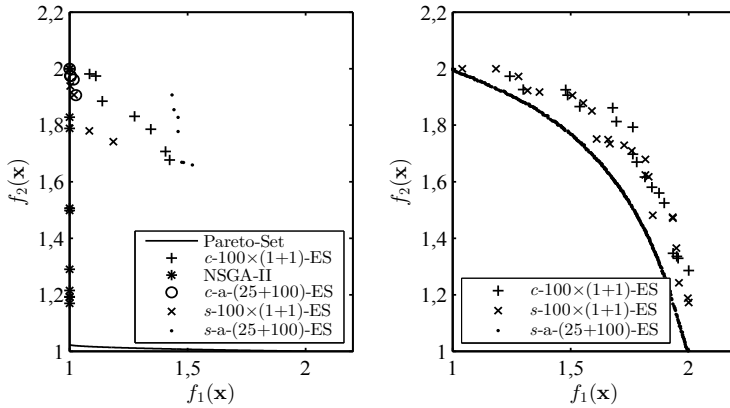 2,2
2
1,8
1,6
1,4
1,2
1
f2(x)
1
1,5
2
f1(x)
Pareto-Set
c-100×(1+1)-ES
NSGA-II
c-a-(25+100)-ES
s-100×(1+1)-ES
s-a-(25+100)-ES
2,2
2
1,8
1,6
1,4
1,2
1
f2(x)
1
1,5
2
f1(x)
c-100×(1+1)-ES
s-100×(1+1)-ES
s-a-(25+100)-ES